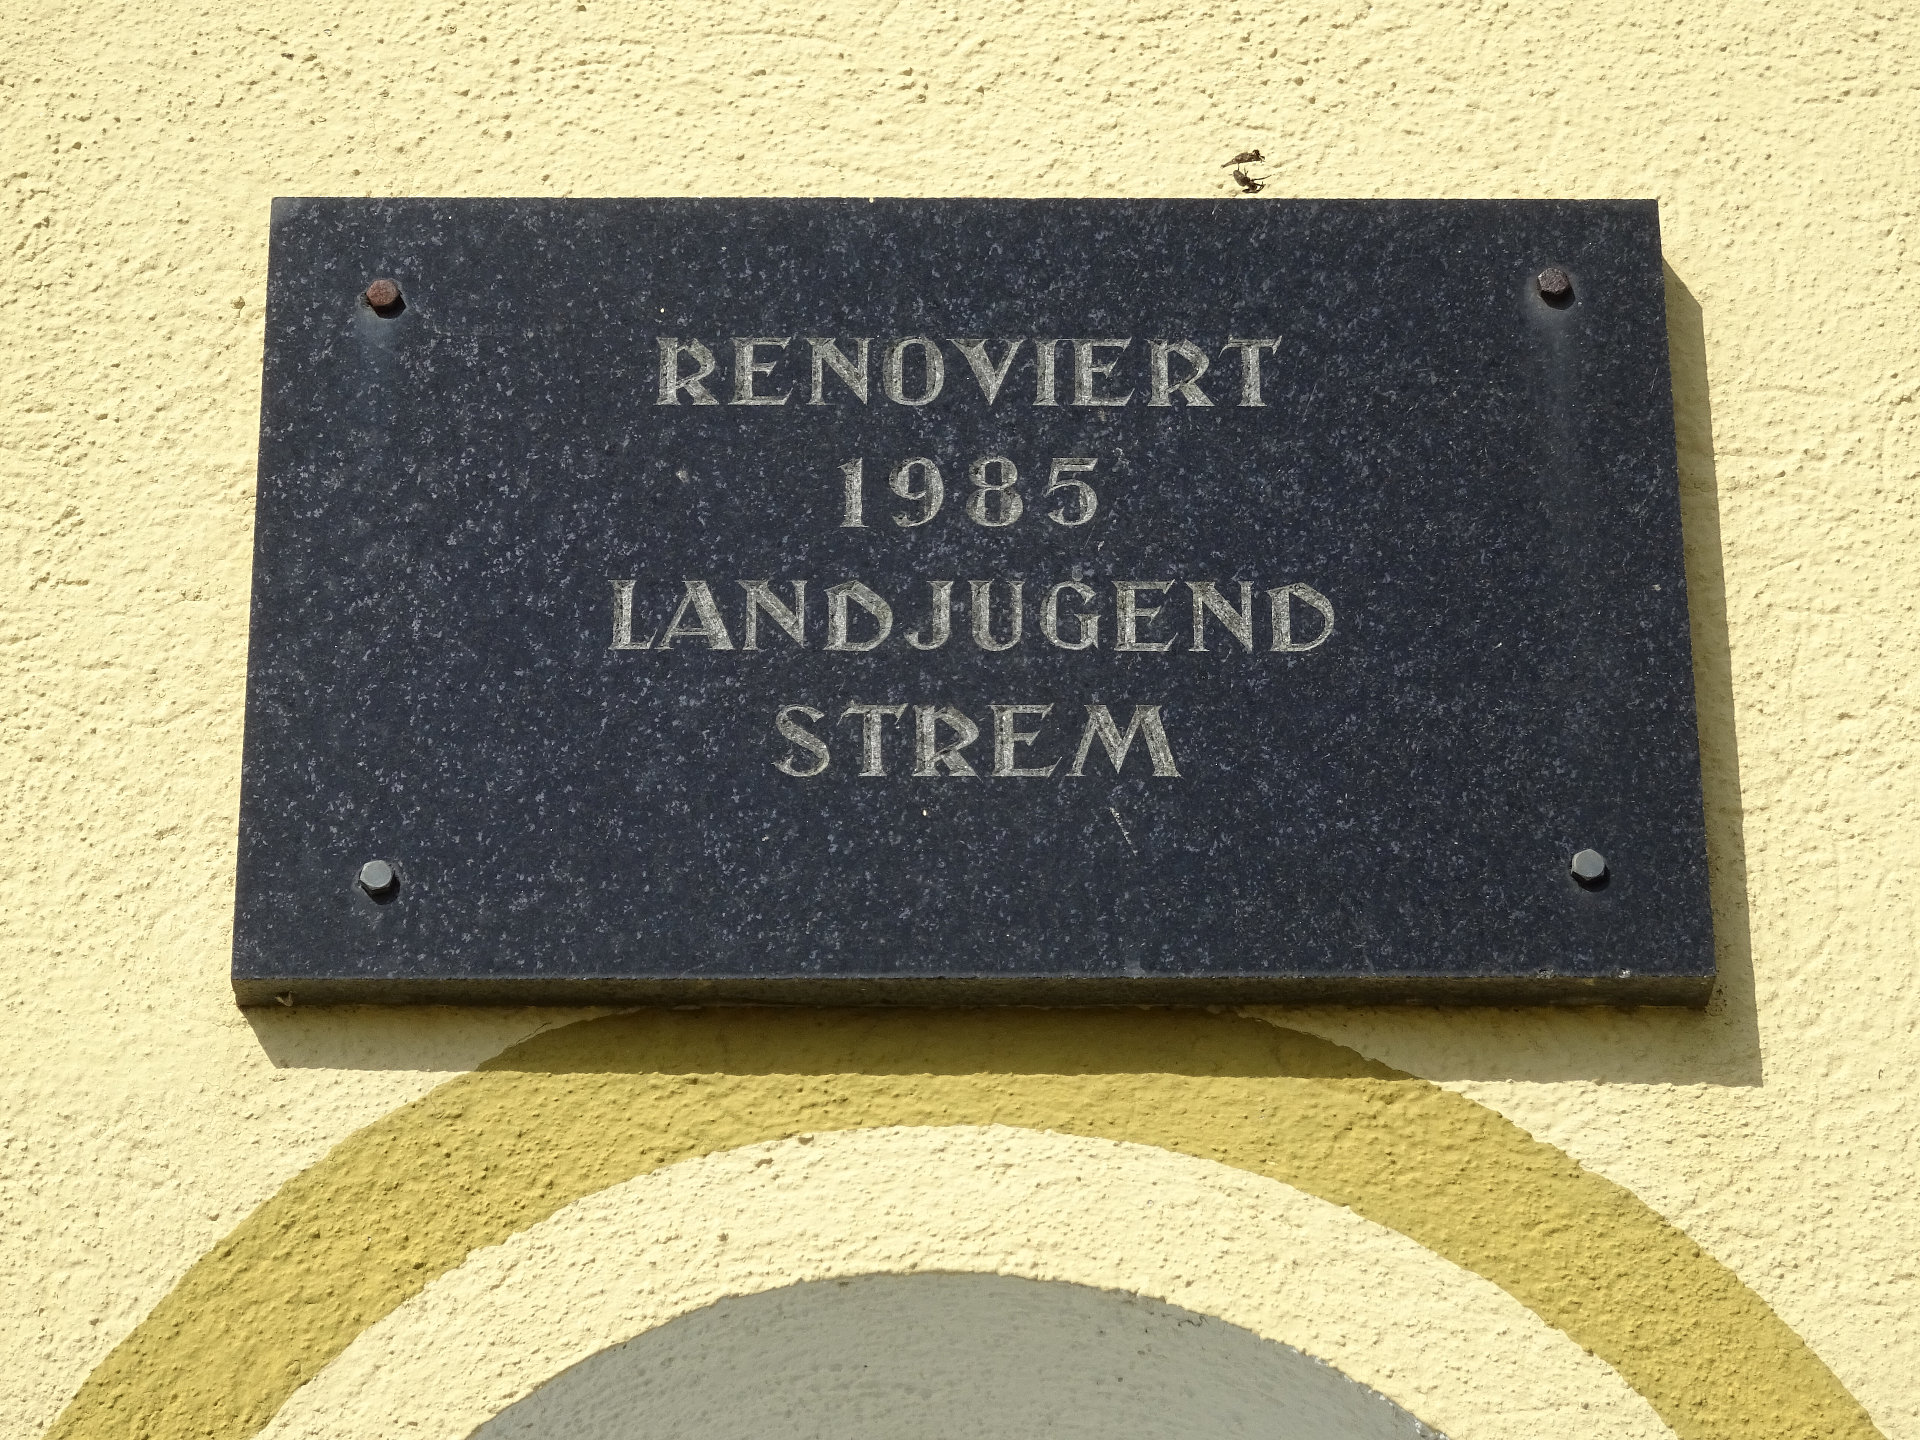 RENOVIERT
1985
LANDJUGEND
STREM